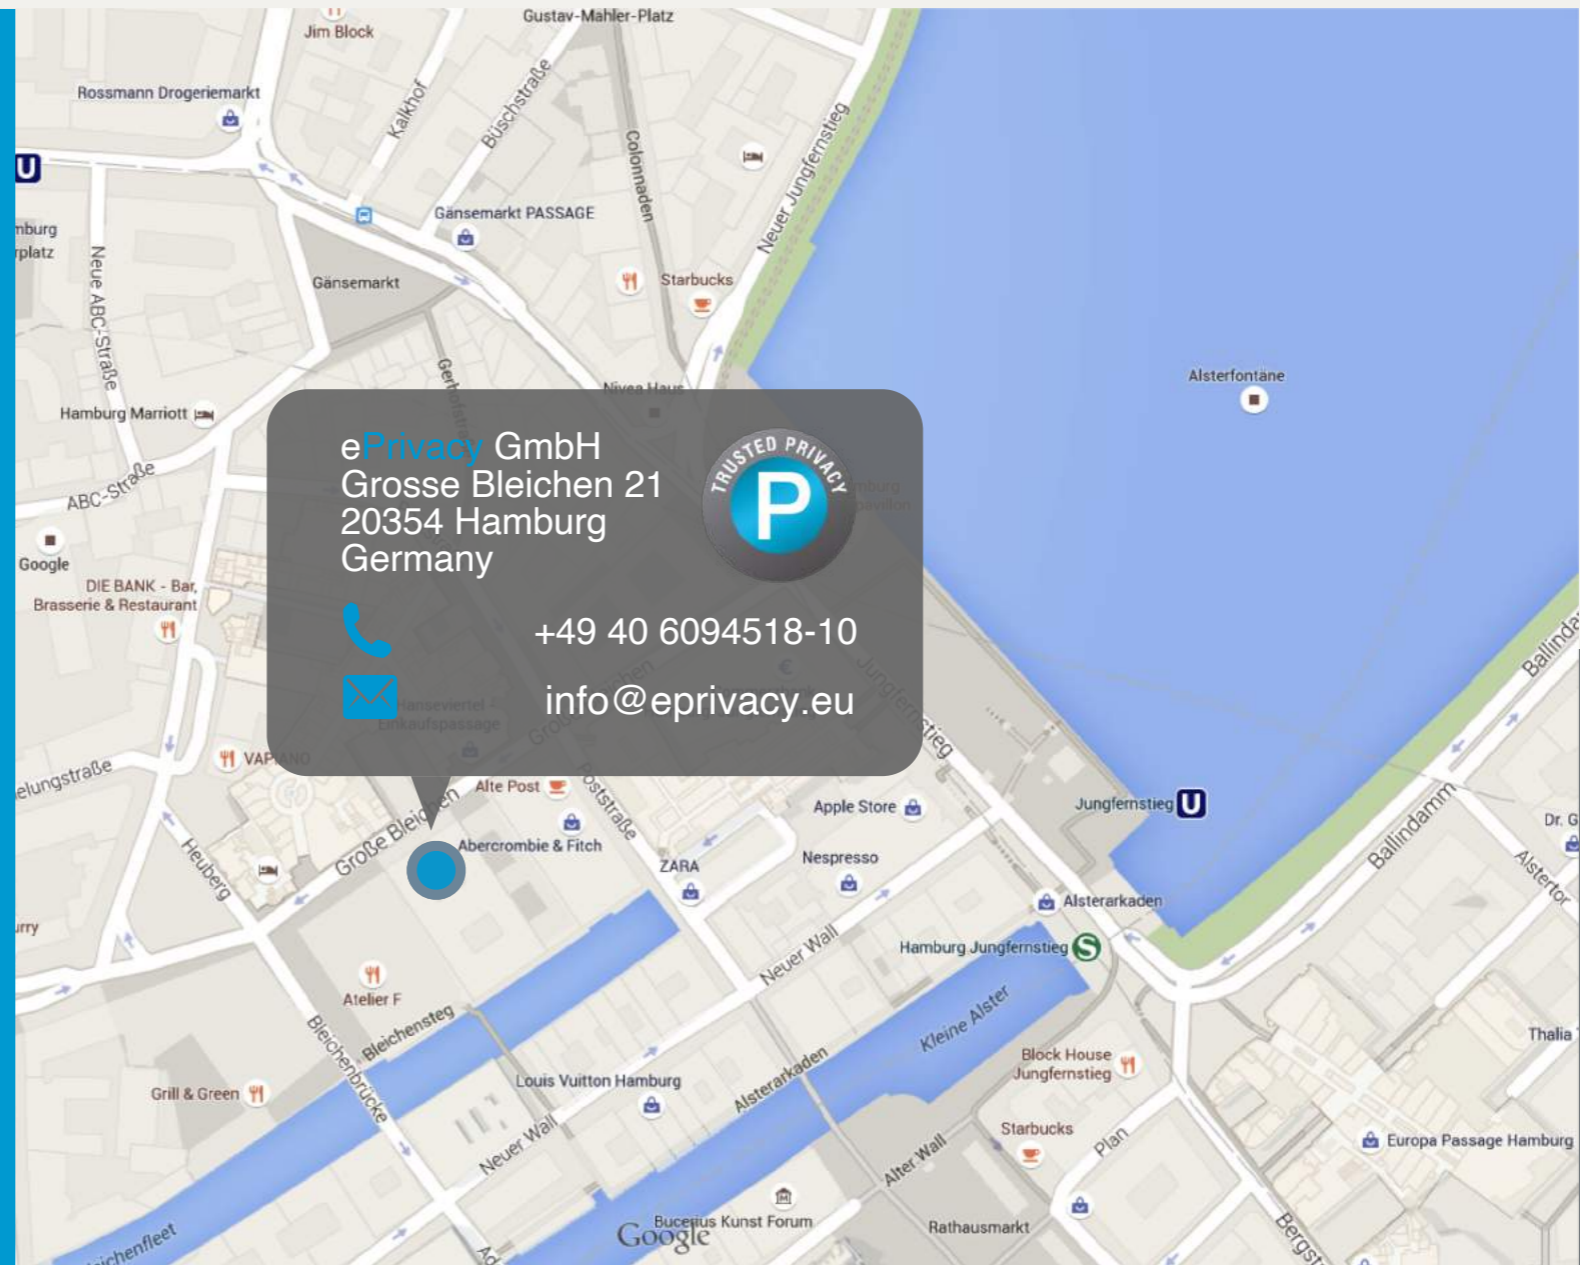 Gustav-Mahler-Platz
Jim Block
Rossmann Drogeriemarkt
Kalkhof
Büschstraße
Colonnaden
Neuer Jungfernstieg
U
Gänsemarkt PASSAGE
Neue ABC-Straße
Gänsemarkt
Starbucks
Alsterfontäne
Nivea Haus
Hamburg Marriott
ABC-Straße
Google
DIE BANK - Bar,
Brasserie & Restaurant
ePrivacy GmbH
Grosse Bleichen 21
20354 Hamburg
Germany
TRUSTED PRIVACY
P
+49 40 6094518-10
info@eprivacy.eu
Hanseviertel -
Einkaufspassage
Jungfernstieg
VAPIANO
Alte Post
Poststraße
Große Bleichen
Abercrombie & Fitch
Apple Store
Jungfernstieg U
ZARA
Nespresso
Ballindamm
Dr. G
Alstertor
Heuberg
Alsterarkaden
Neuer Wall
Hamburg Jungfernstieg S
Atelier F
Bleichensteg
Bleichenbrücke
Kleine Alster
Thalia
Block House
Jungfernstieg
Grill & Green
Louis Vuitton Hamburg
Alsterarkaden
Neuer Wall
Starbucks
Plan
Alter Wall
Europa Passage Hamburg
Bucerius Kunst Forum
Google
Rathausmarkt